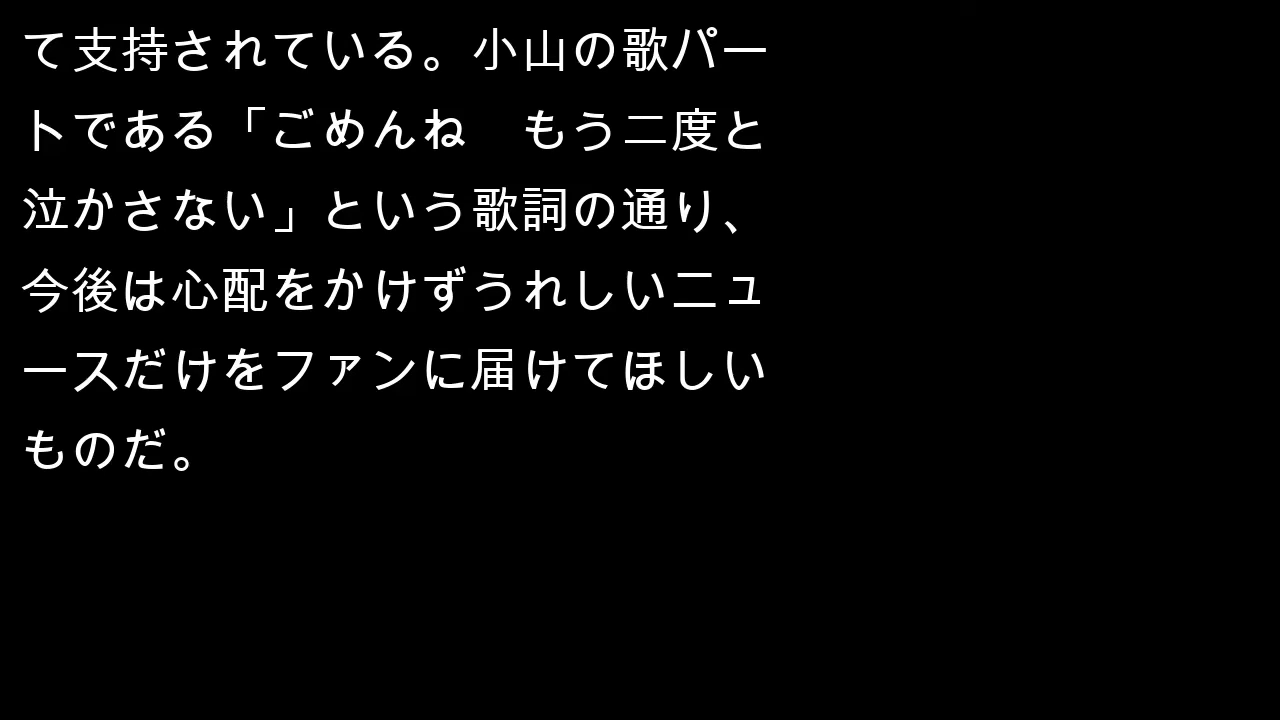 て支持されている。小山の歌パー
トである「ごめんね　もう二度と
泣かさない」という歌詞の通り、
今後は心配をかけずうれしいニュ
ースだけをファンに届けてほしい
ものだ。